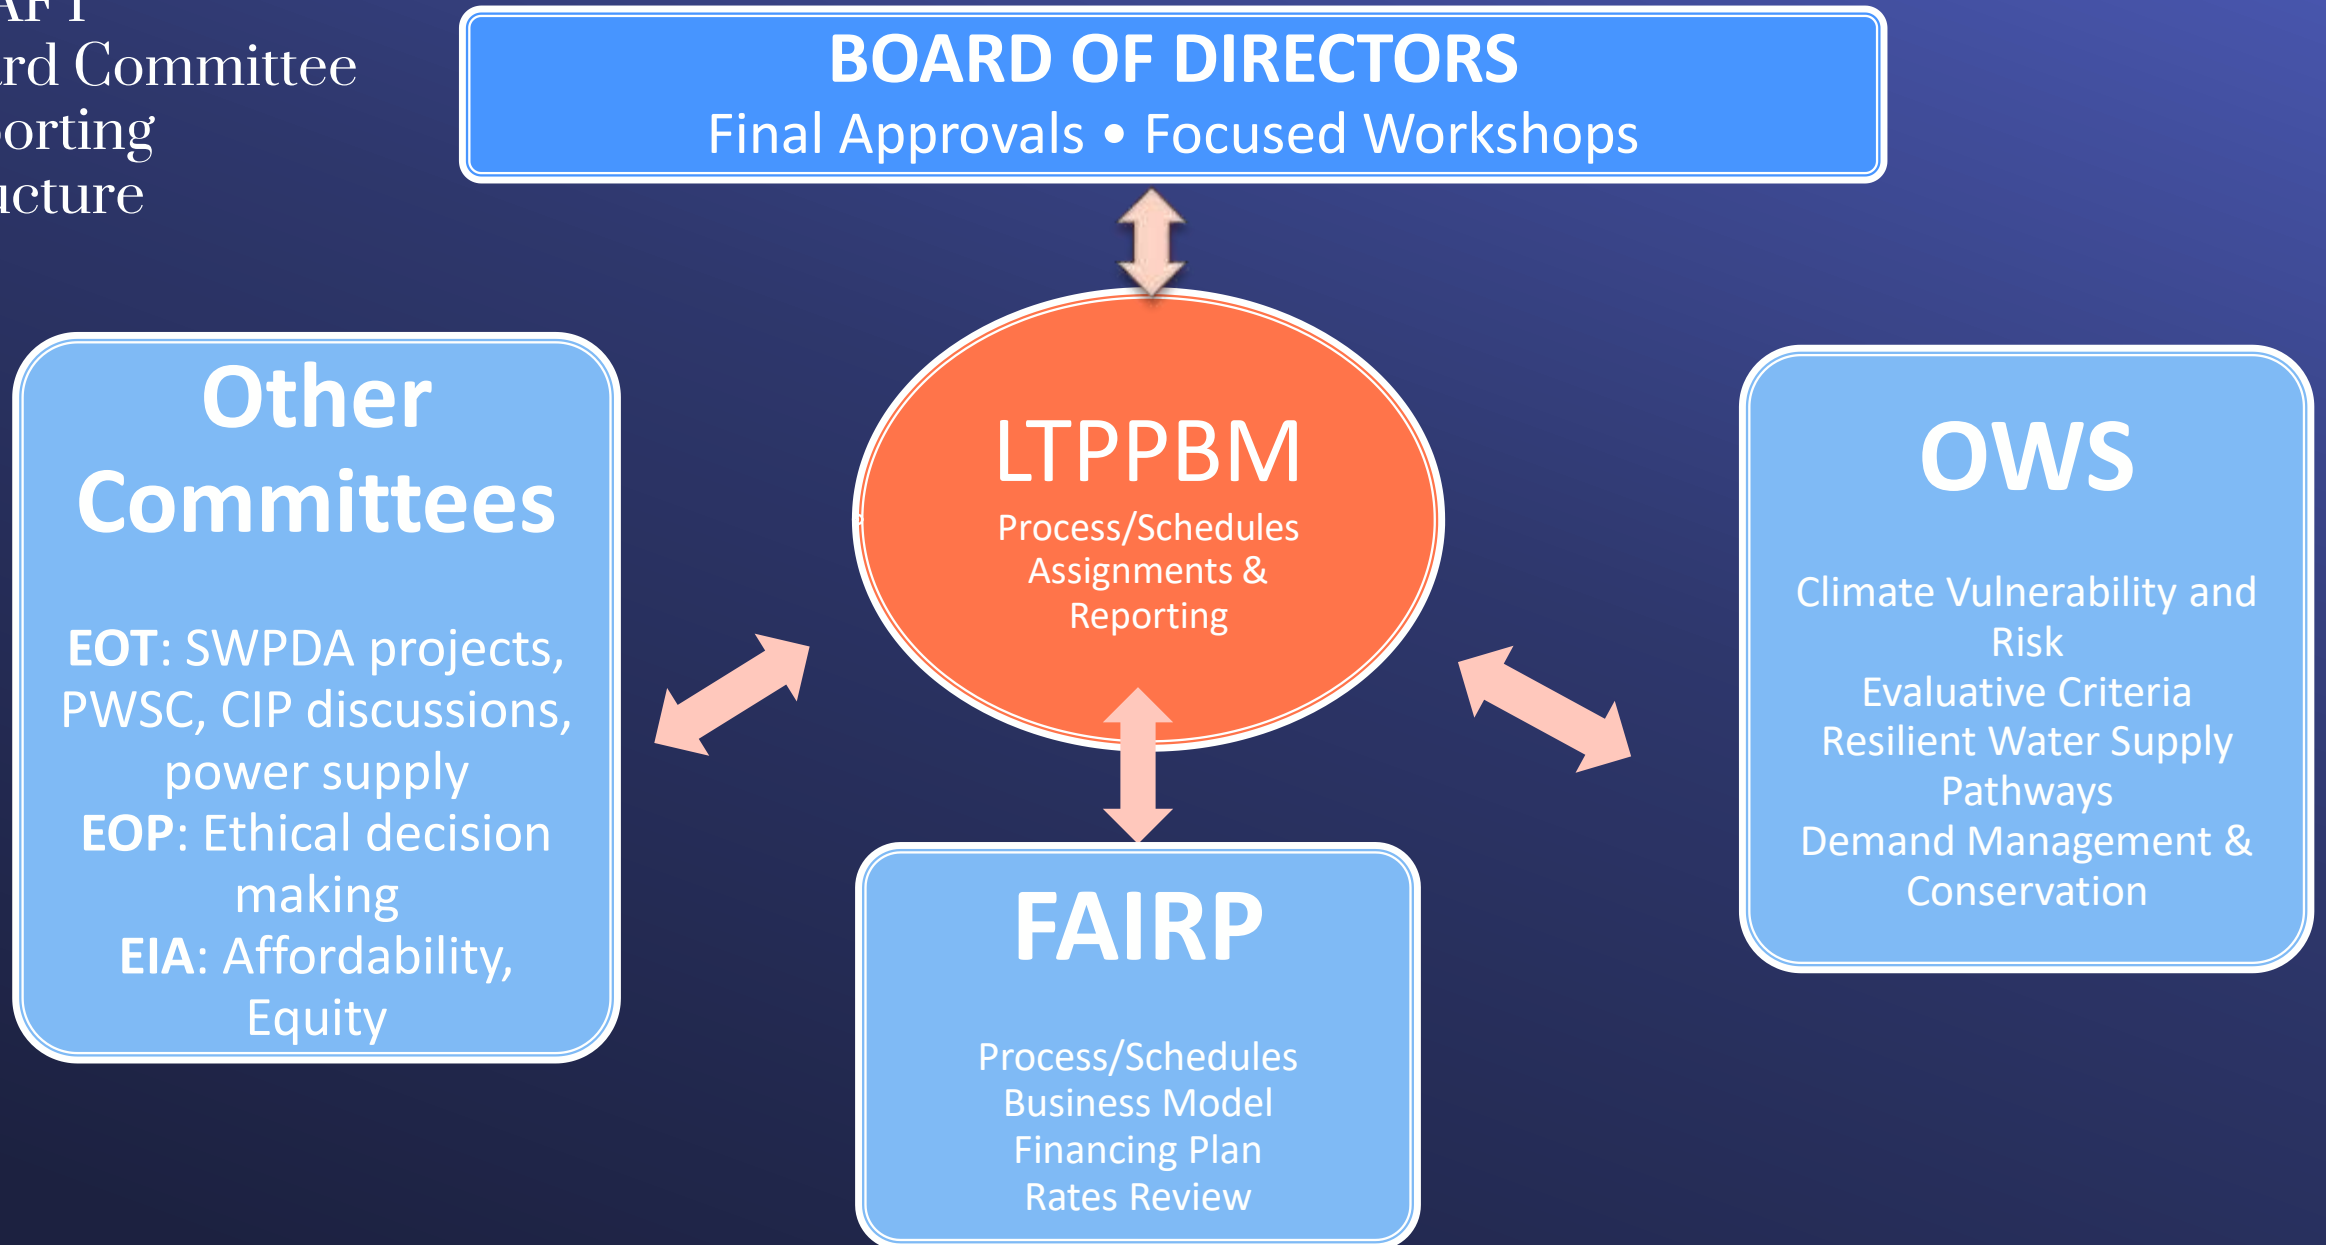 rd Committee
orting
ucture
BOARD OF DIRECTORS
Final Approvals • Focused Workshops
Other
Committees
EOT: SWPDA projects,
PWSC, CIP discussions,
power supply
EOP: Ethical decision
making
EIA: Affordability,
Equity
LTPPBM
Process/Schedules
Assignments &
Reporting
FAIRP
Process/Schedules
Business Model
Financing Plan
Rates Review
OWS
Climate Vulnerability and
Risk
Evaluative Criteria
Resilient Water Supply
Pathways
Demand Management &
Conservation